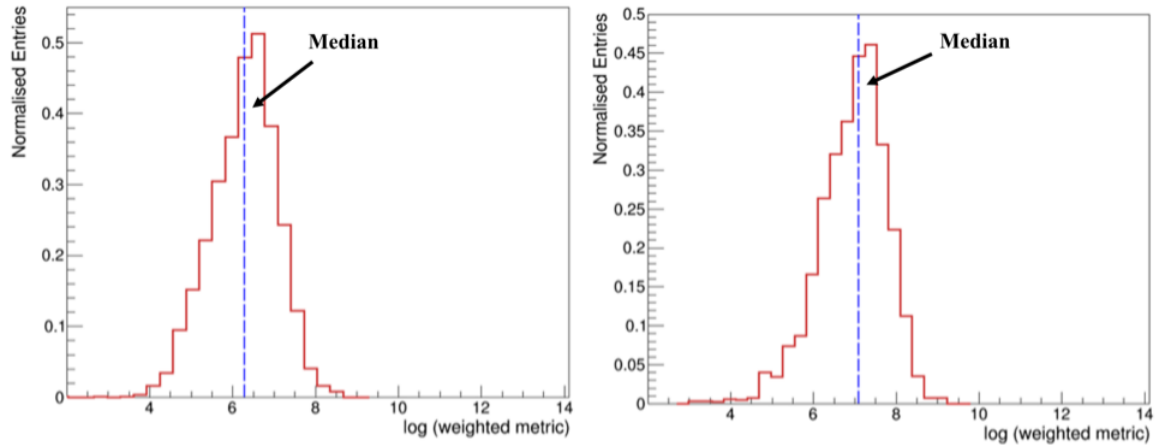 Normalised Entries
0.5
0.4
0.3
0.2
0.1
0
Median
4 6 8 10 12 14
log (weighted metric)
Normalised Entries
0.5
0.45
0.4
0.35
0.3
0.25
0.2
0.15
0.1
0.05
0
Median
4 6 8 10 12 14
log (weighted metric)